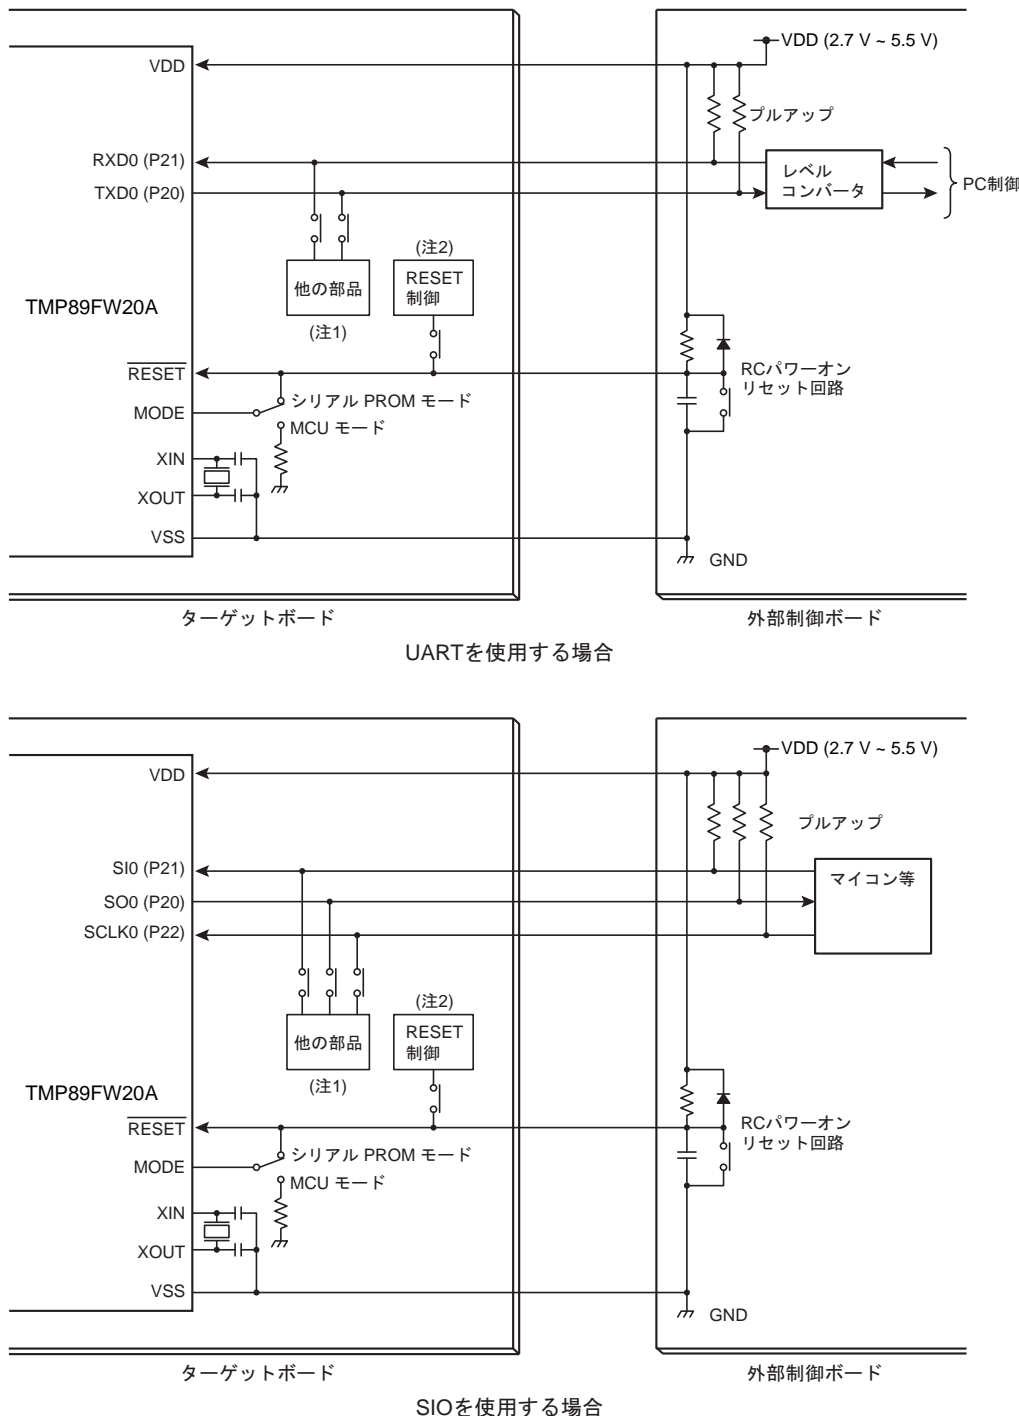 VDD (2.7 V ~ 5.5 V)
VDD
プルアップ
RXD0 (P21)
TXD0 (P20)
レベル
コンバータ
PC制御
(注2)
RESET
制御
他の部品
(注1)
TMP89FW20A
RESET
RCパワーオン
リセット回路
シリアル PROM モード
MODE
MCU モード
XIN
XOUT
VSS
GND
ターゲットボード
外部制御ボード
UARTを使用する場合
VDD (2.7 V ~ 5.5 V)
VDD
プルアップ
SI0 (P21)
SO0 (P20)
SCLK0 (P22)
マイコン等
(注2)
RESET
制御
他の部品
(注1)
TMP89FW20A
RESET
RCパワーオン
リセット回路
シリアル PROM モード
MODE
MCU モード
XIN
XOUT
VSS
GND
ターゲットボード
外部制御ボード
SIOを使用する場合